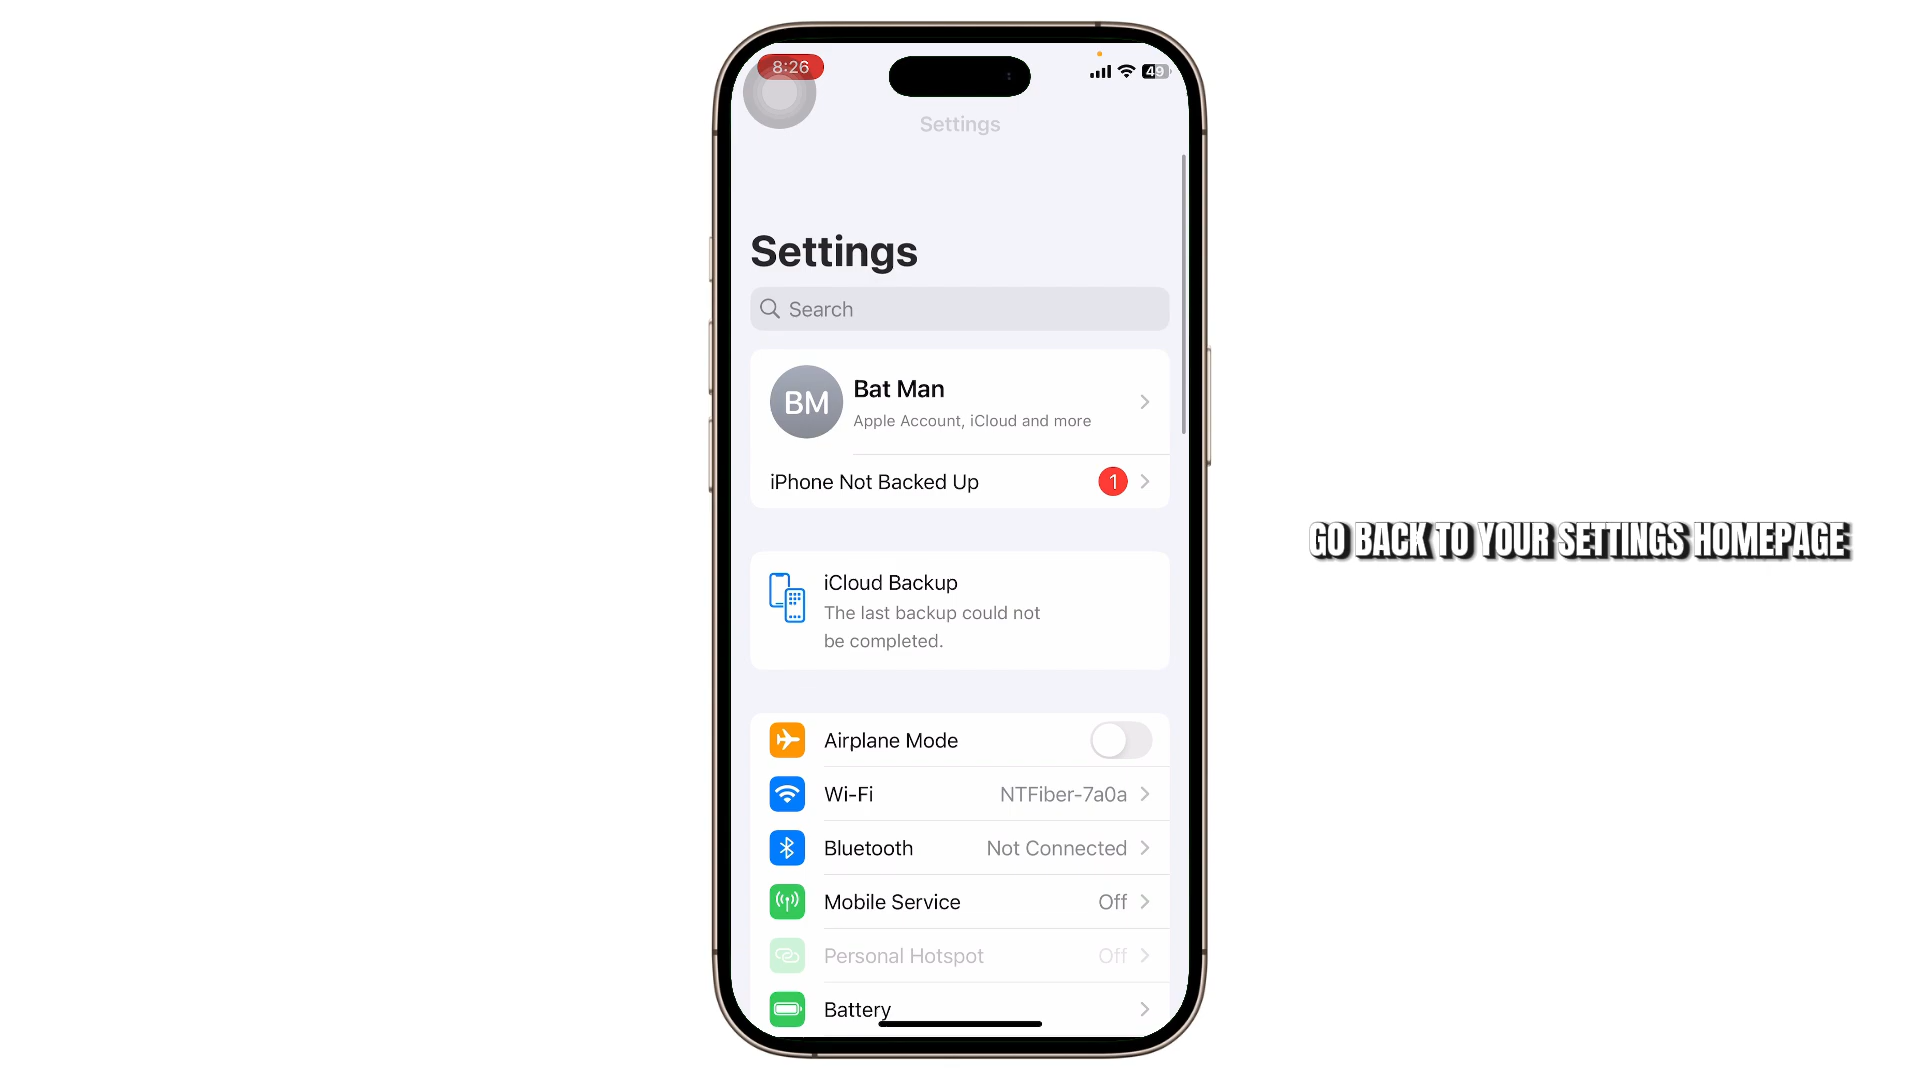 8:26
49
Settings
Settings
Search
BM
Bat Man
Apple Account, iCloud and more
iPhone Not Backed Up 1
iCloud Backup
The last backup could not
be completed.
Airplane Mode
Wi-Fi NTFiber-7a0a
Bluetooth Not Connected
Mobile Service Off
Personal Hotspot Off
Battery
GO BACK TO YOUR SETTINGS HOMEPAGE